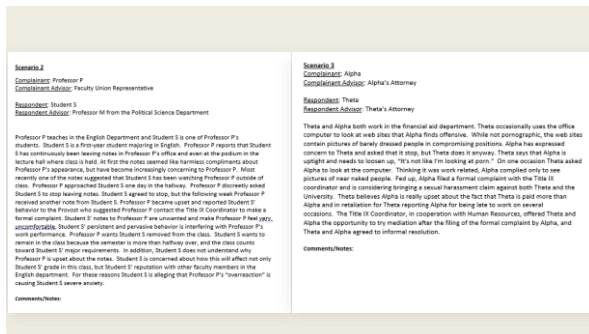 Scenario 2
Complainant: Professor P
Complainant Advisor: Faculty Union Representative
Respondent: Student S
Respondent Advisor: Professor M from the Political Science Department
Professor P teaches in the English Department and Student S is one of Professor P's
students. Student S is a first-year student majoring in English. Professor P reports that Student
S has continuously been leaving notes in Professor P's office and even at the podium in the
lecture hall where class is held. At first the notes seemed like harmless compliments about
Professor P's appearance, but have become increasingly concerning to Professor P. Most
recently one of the notes suggested that Student S has been watching Professor P outside of
class. Professor P approached Student S one day in the hallway. Professor P discreetly asked
Student S to stop leaving notes. Student S agreed to stop, but the following week Professor P
received another note from Student S. Professor P became upset and reported Student S'
behavior to the Provost who suggested Professor P contact the Title IX Coordinator to make a
formal complaint. Student S' notes to Professor P are unwanted and make Professor P feel very
uncomfortable. Student S' persistent and pervasive behavior is interfering with Professor P's
work performance. Professor P wants Student S removed from the class. Student S wants to
remain in the class because the semester is more than halfway over, and the class counts
toward Student S' major requirements. In addition, Student S does not understand why
Professor P is upset about the notes. Student S is concerned about how this will affect not only
Student S' grade in this class, but Student S' reputation with other faculty members in the
English department. For these reasons Student S is alleging that Professor P's "overreaction" is
causing Student S severe anxiety.
Comments/Notes:
Scenario 3
Complainant: Alpha
Complainant Advisor: Alpha's Attorney
Respondent: Theta
Respondent Advisor: Theta's Attorney
Theta and Alpha both work in the financial aid department. Theta occasionally uses the office
computer to look at web sites that Alpha finds offensive. While not pornographic, the web sites
contain pictures of barely dressed people in compromising positions. Alpha has expressed
concern to Theta and asked that it stop, but Theta does it anyway. Theta says that Alpha is
uptight and needs to loosen up, "It's not like I'm looking at porn." On one occasion Theta asked
Alpha to look at the computer. Thinking it was work related, Alpha complied only to see
pictures of near naked people. Fed up, Alpha filed a formal complaint with the Title IX
coordinator and is considering bringing a sexual harassment claim against both Theta and the
University. Theta believes Alpha is really upset about the fact that Theta is paid more than
Alpha and in retaliation for Theta reporting Alpha for being late to work on several
occasions. The Title IX Coordinator, in cooperation with Human Resources, offered Theta and
Alpha the opportunity to try mediation after the filing of the formal complaint by Alpha, and
Theta and Alpha agreed to informal resolution.
Comments/Notes: